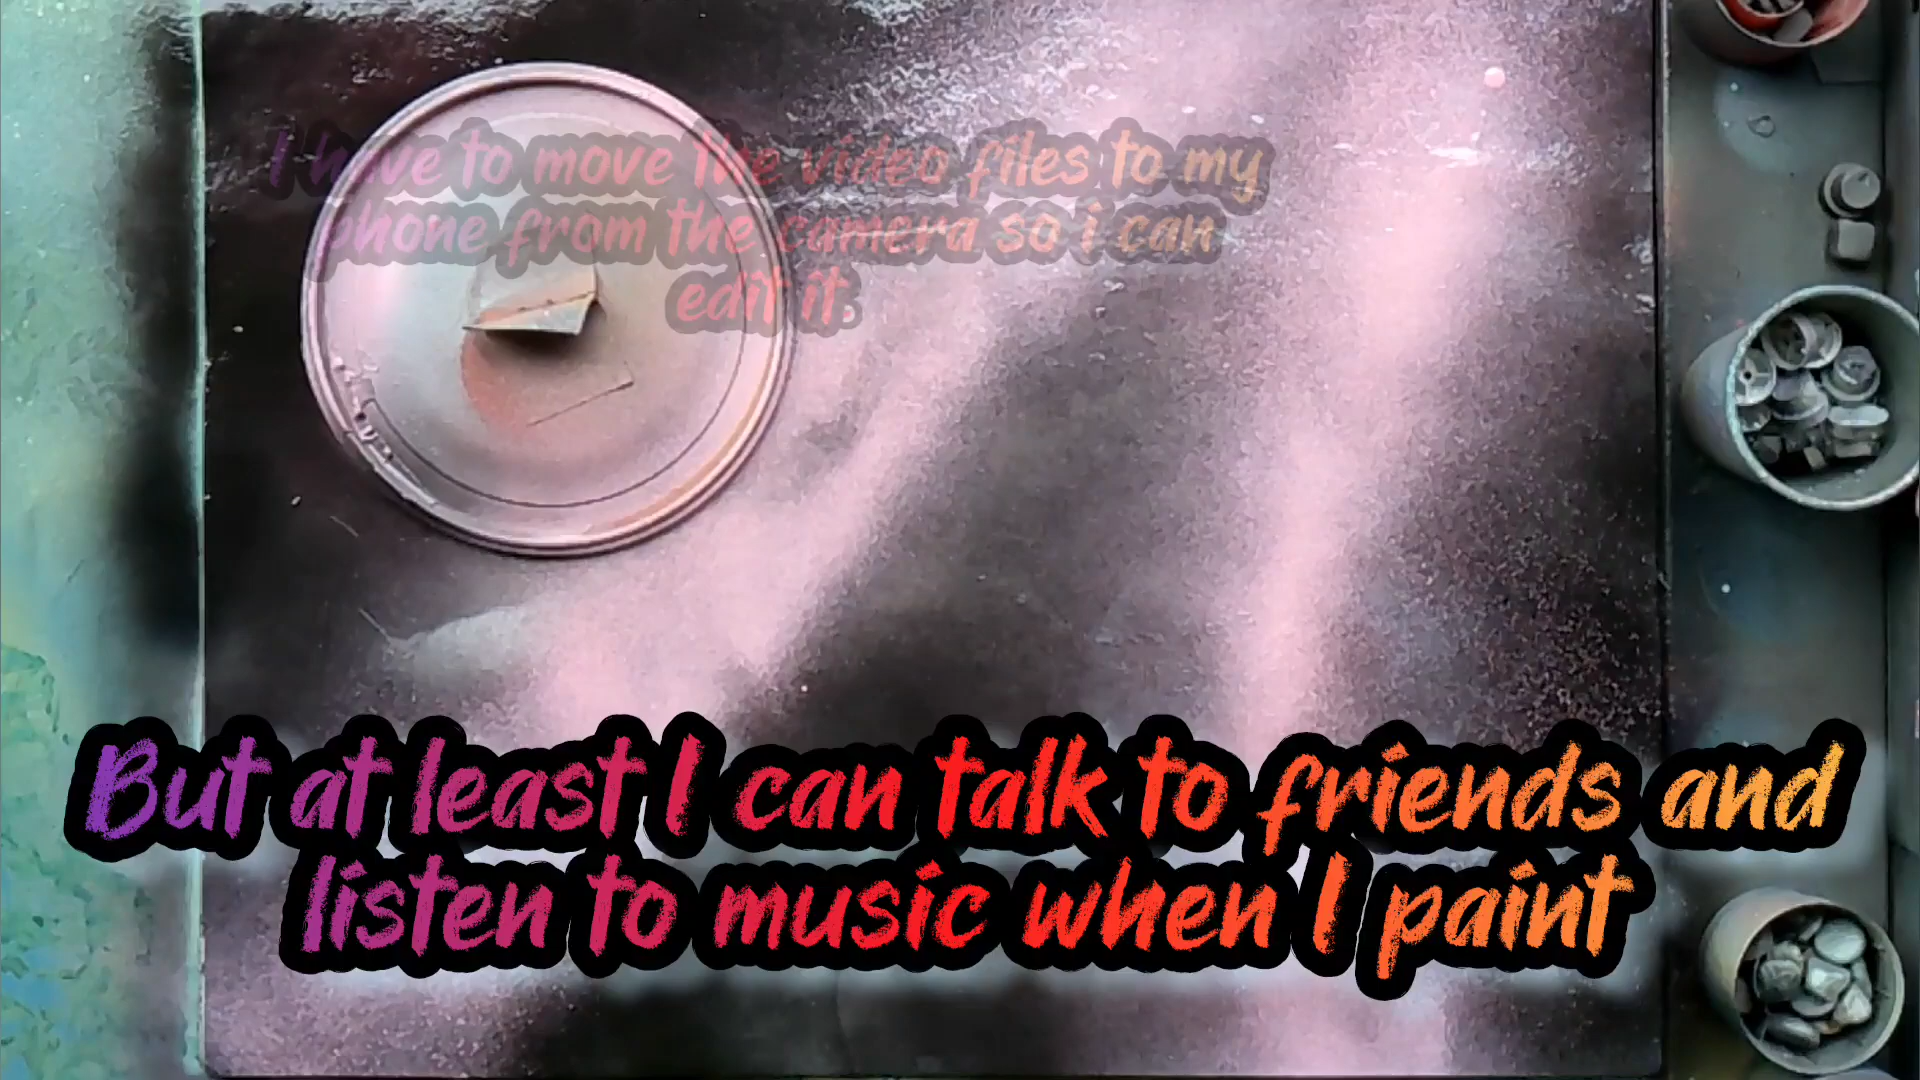 I have to move the video files to my
phone from the camera so i can
edit it.
But at least I can talk to friends and
listen to music when I paint